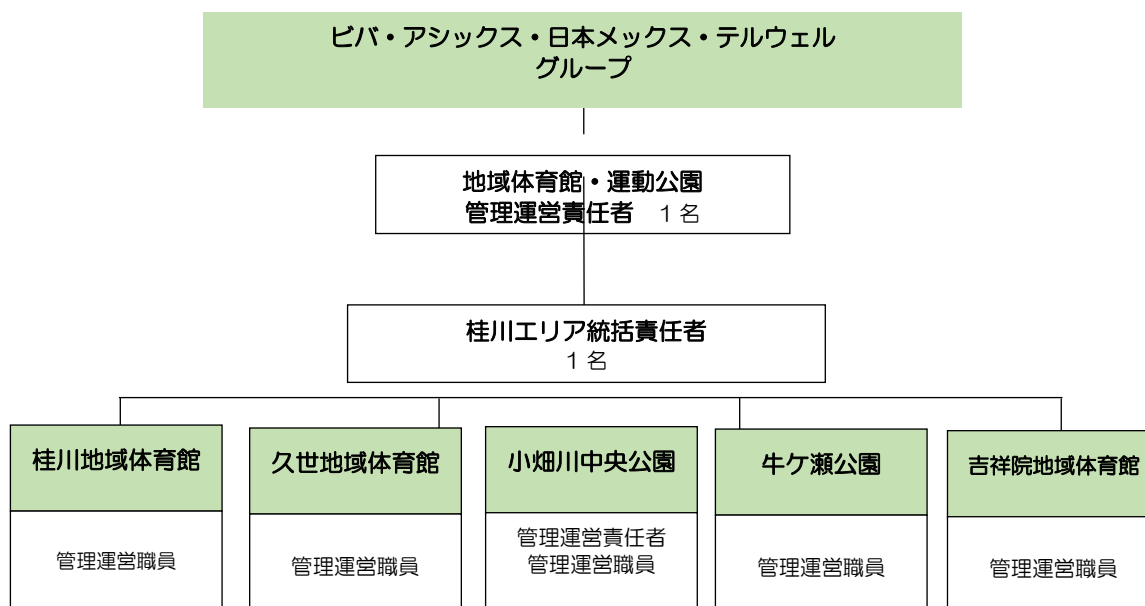 ビバ・アシックス・日本メックス・テルウェル
グループ
地域体育館・運動公園
管理運営責任者　１名
桂川エリア統括責任者
１名
桂川地域体育館
管理運営職員
久世地域体育館
管理運営職員
小畑川中央公園
管理運営責任者
管理運営職員
牛ケ瀬公園
管理運営職員
吉祥院地域体育館
管理運営職員